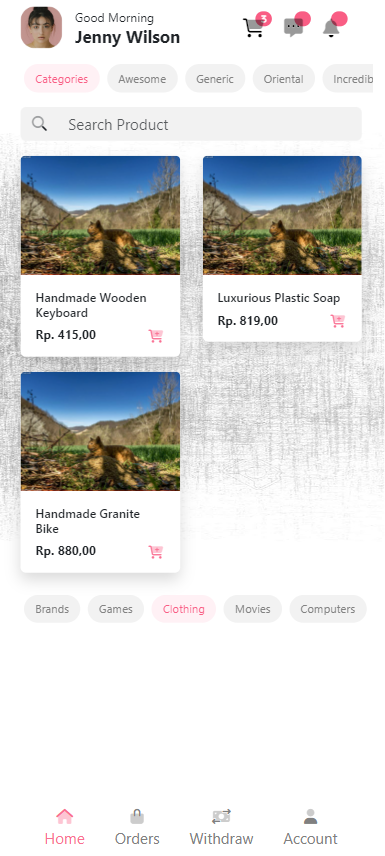 Good Morning
Jenny Wilson
3
Categories
Awesome
Generic
Oriental
Incredib
Search Product
Handmade Wooden
Keyboard
Rp. 415,00
Luxurious Plastic Soap
Rp. 819,00
Handmade Granite
Bike
Rp. 880,00
Brands
Games
Clothing
Movies
Computers
Home
Orders
Withdraw
Account